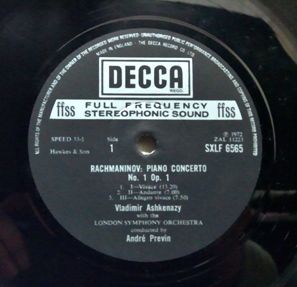 MADE IN ENGLAND · THE DECCA RECORD CO. LTD
DECCA
ffss
FULL FREQUENCY
STEREOPHONIC SOUND
ffss
SPEED 33⅓
Side
℗ 1972
ZAL 11223
Hawkes & Son
1
SXLF 6565
RACHMANINOV: PIANO CONCERTO
No. 1 Op. 1
1. I—Vivace (13.20)
2. II—Andante (7.00)
3. III—Allegro vivace (7.50)
Vladimir Ashkenazy
with the
LONDON SYMPHONY ORCHESTRA
conducted by
André Previn